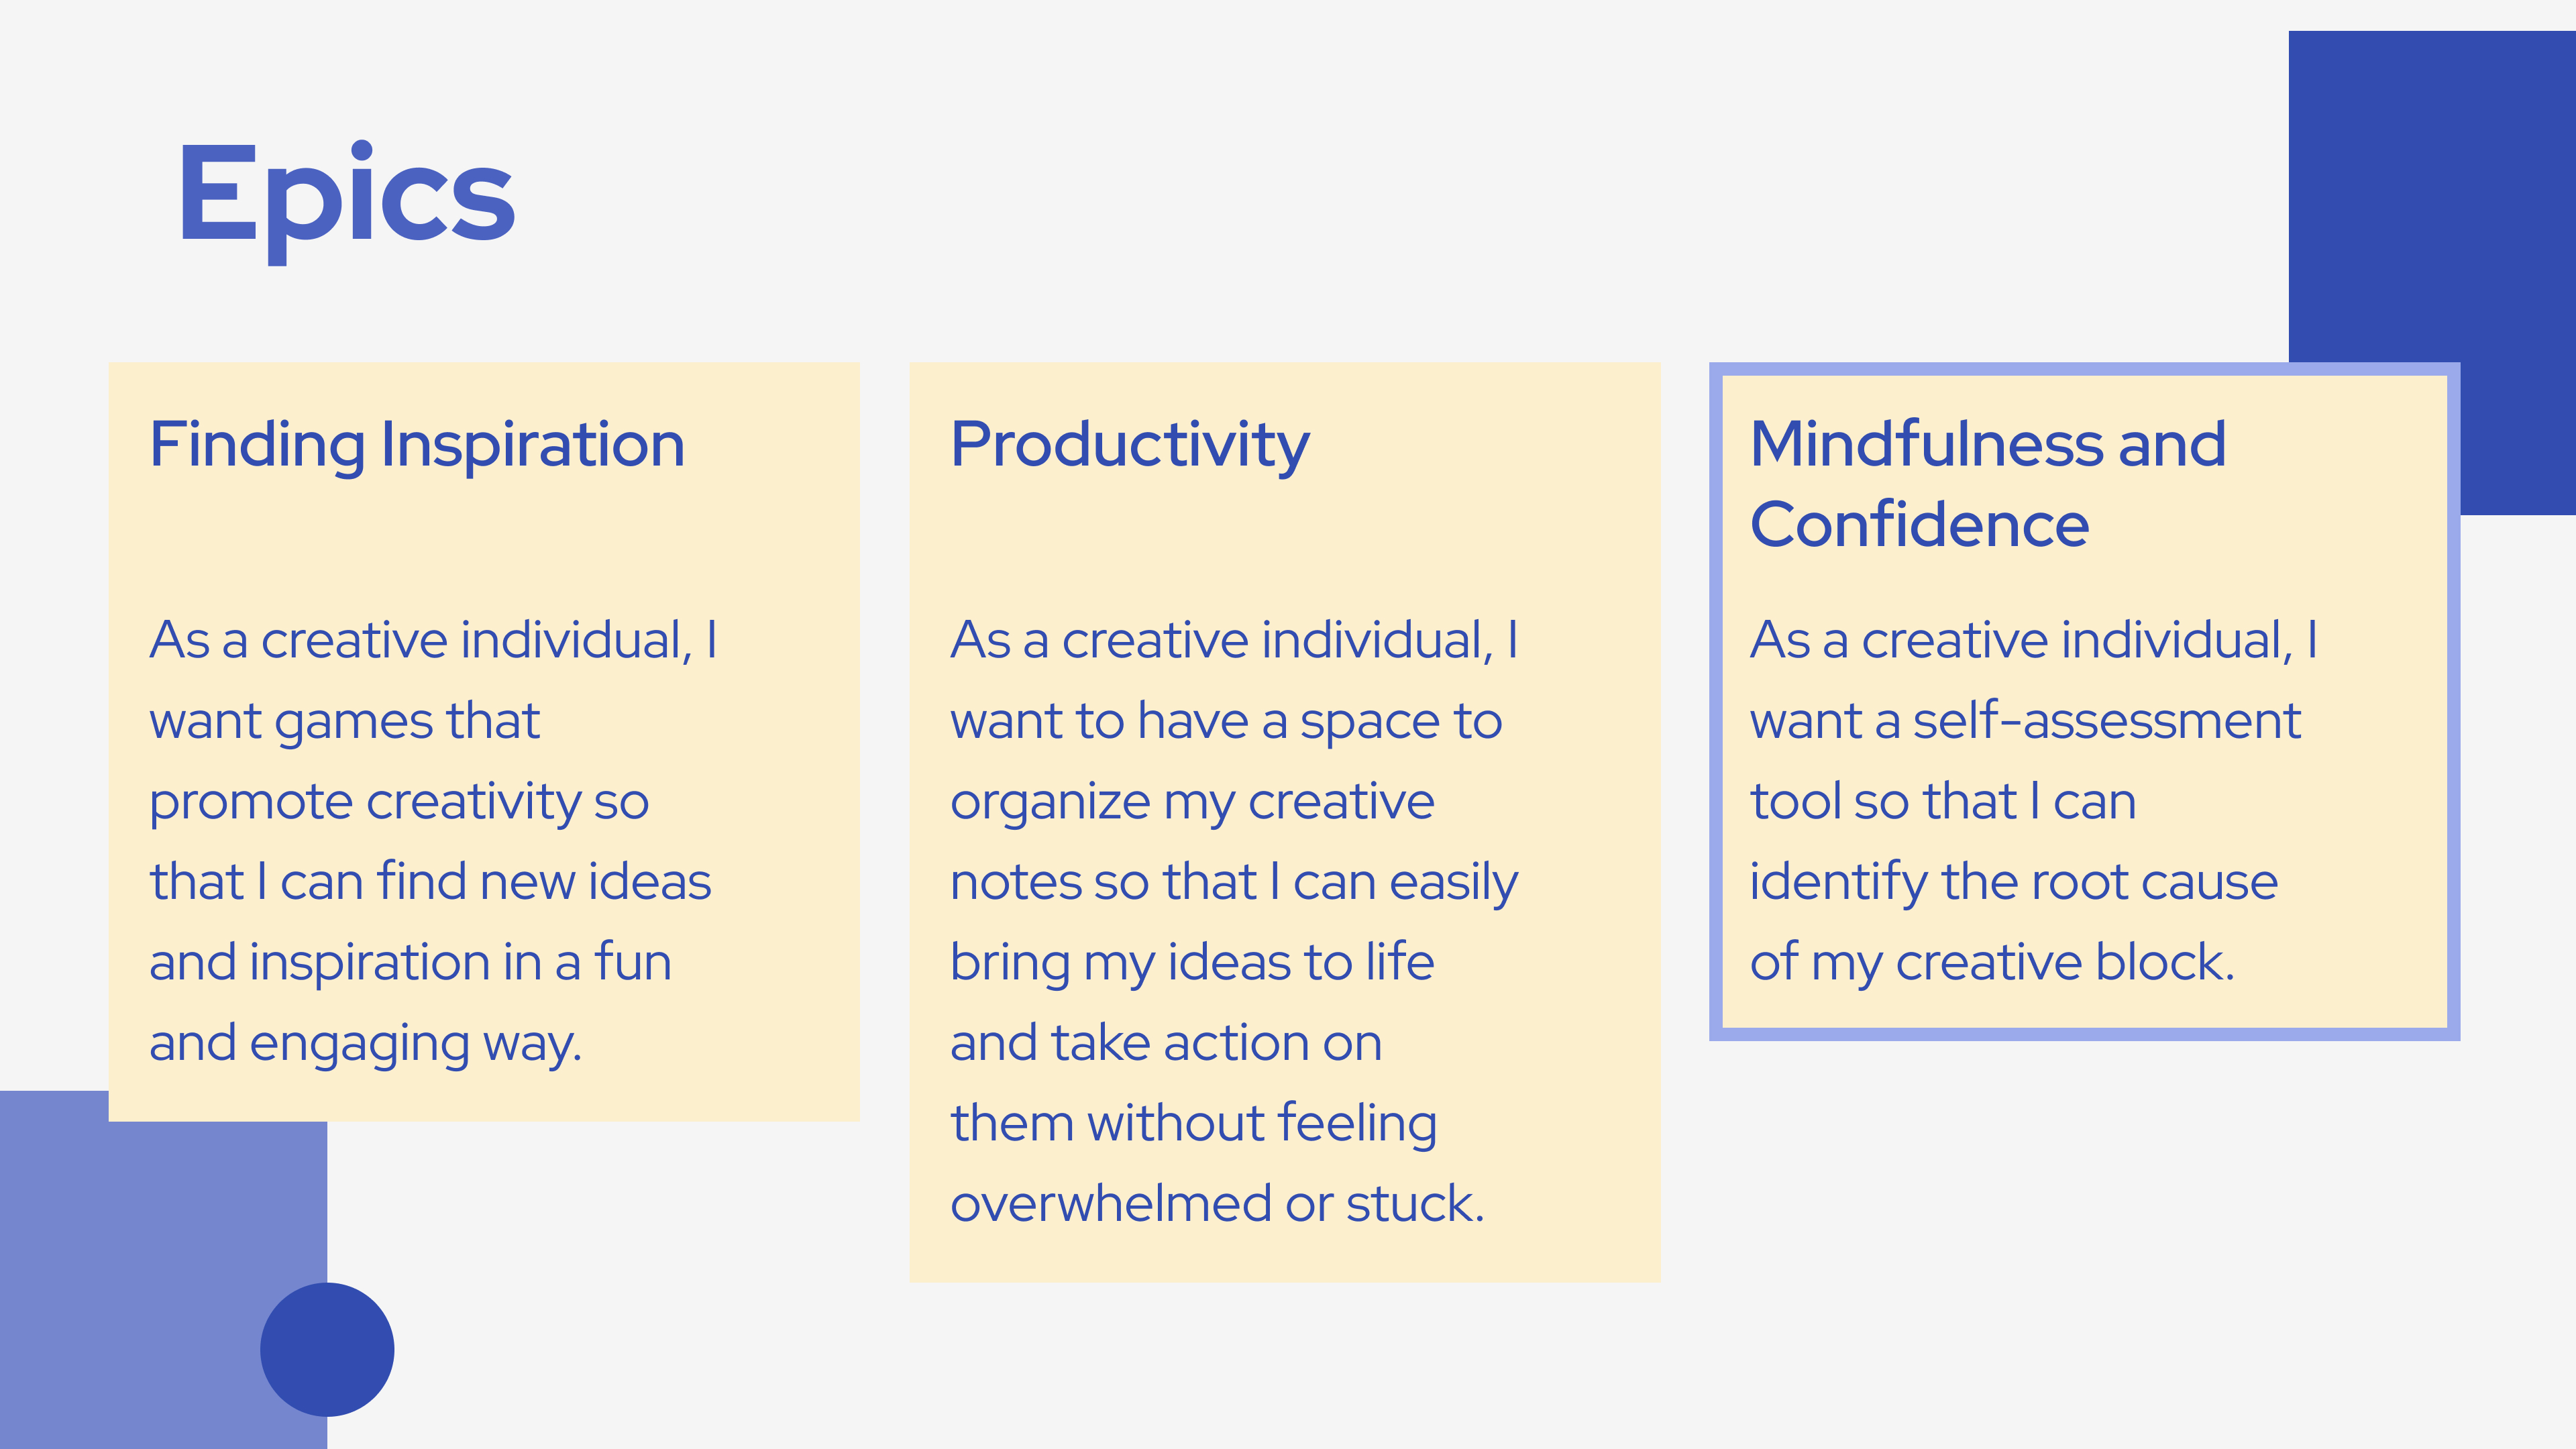 Epics
Finding Inspiration
As a creative individual, I
want games that
promote creativity so
that I can find new ideas
and inspiration in a fun
and engaging way.
Productivity
As a creative individual, I
want to have a space to
organize my creative
notes so that I can easily
bring my ideas to life
and take action on
them without feeling
overwhelmed or stuck.
Mindfulness and
Confidence
As a creative individual, I
want a self-assessment
tool so that I can
identify the root cause
of my creative block.